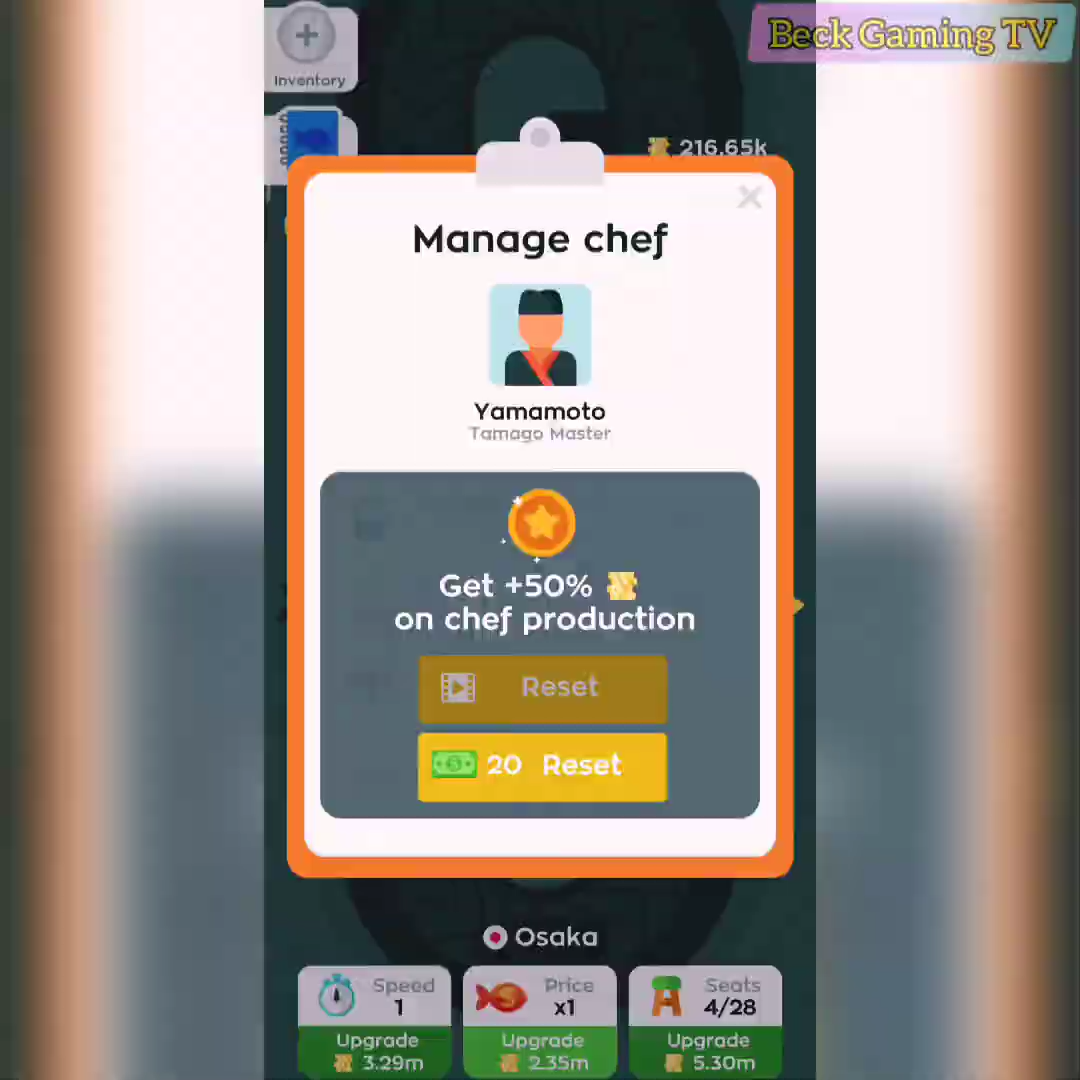 Inventory
Beck Gaming TV
216.65k
Manage chef
Yamamoto
Tamago Master
Get +50%
on chef production
Reset
20 Reset
Osaka
Speed
1
Upgrade
3.29m
Price
x1
Upgrade
2.35m
Seats
4/28
Upgrade
5.30m